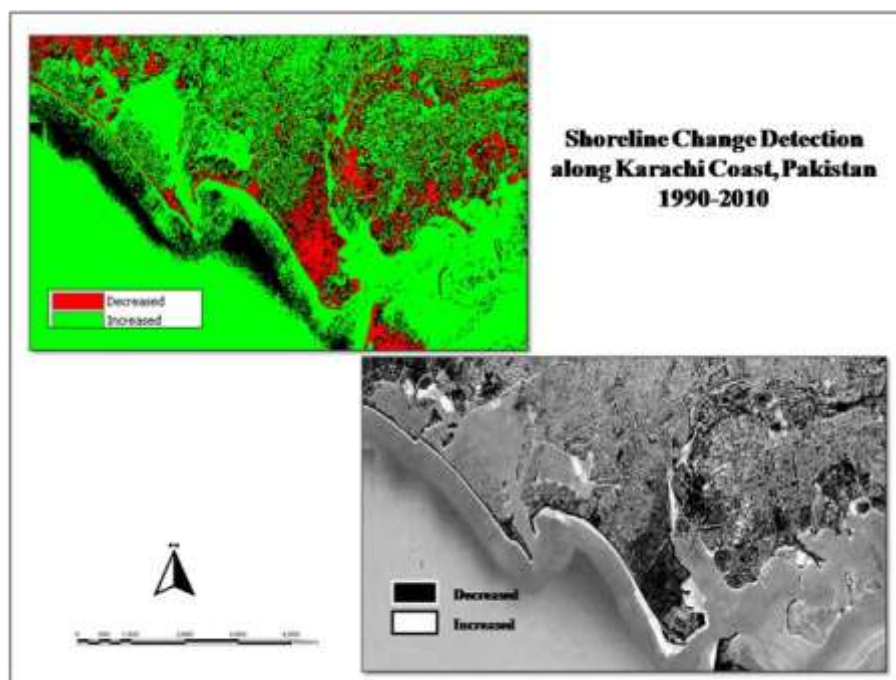 Shoreline Change Detection
along Karachi Coast, Pakistan
1990-2010
Decreased
Increased
Decreased
Increased